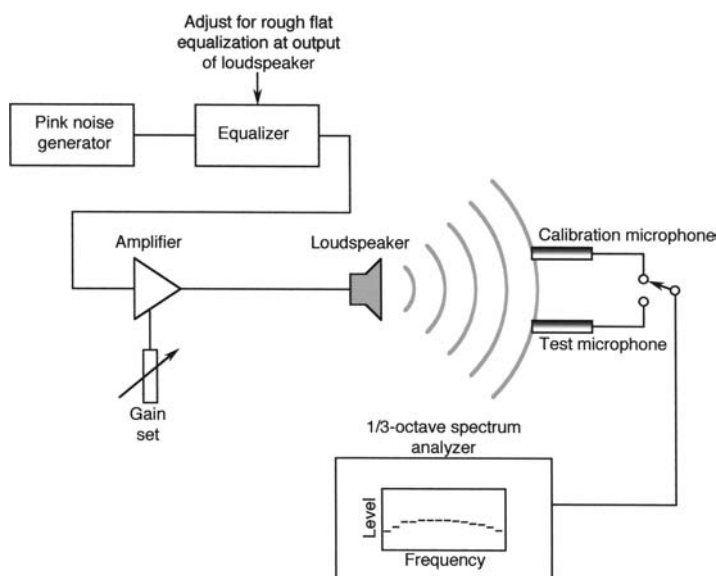 Adjust for rough flat
equalization at output
of loudspeaker
Pink noise
generator
Equalizer
Amplifier
Loudspeaker
Calibration microphone
Test microphone
Gain
set
1/3-octave spectrum
analyzer
Level
Frequency